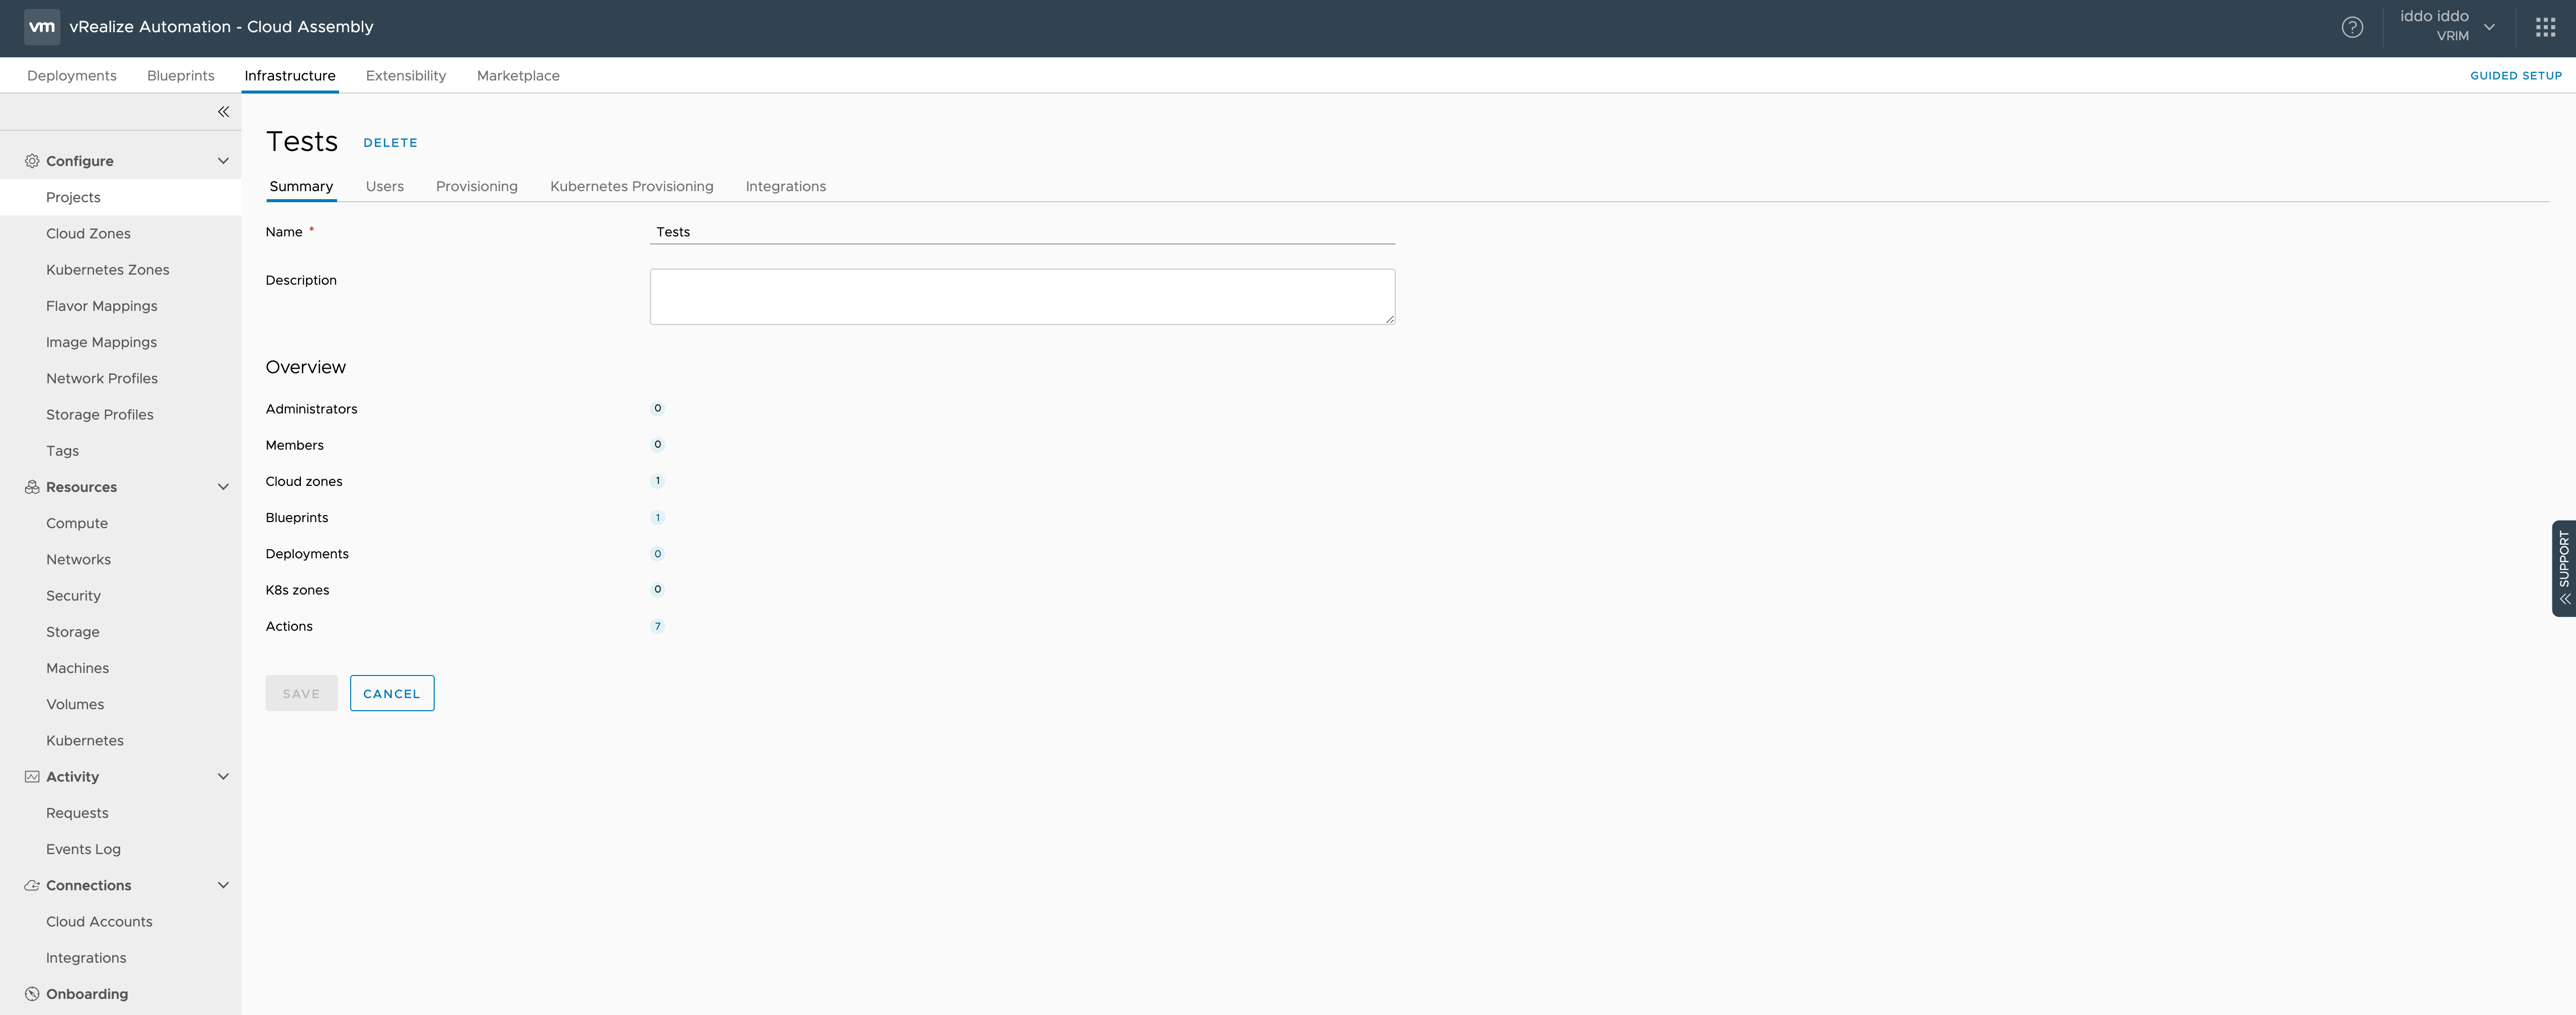 vm vRealize Automation - Cloud Assembly
iddo iddo
VRIM
Deployments Blueprints Infrastructure Extensibility Marketplace GUIDED SETUP
Configure
Projects
Cloud Zones
Kubernetes Zones
Flavor Mappings
Image Mappings
Network Profiles
Storage Profiles
Tags
Resources
Compute
Networks
Security
Storage
Machines
Volumes
Kubernetes
Activity
Requests
Events Log
Connections
Cloud Accounts
Integrations
Onboarding
Tests DELETE
Summary Users Provisioning Kubernetes Provisioning Integrations
Name * Tests
Description
Overview
Administrators 0
Members 0
Cloud zones 1
Blueprints 1
Deployments 0
K8s zones 0
Actions 7
SAVE CANCEL
SUPPORT